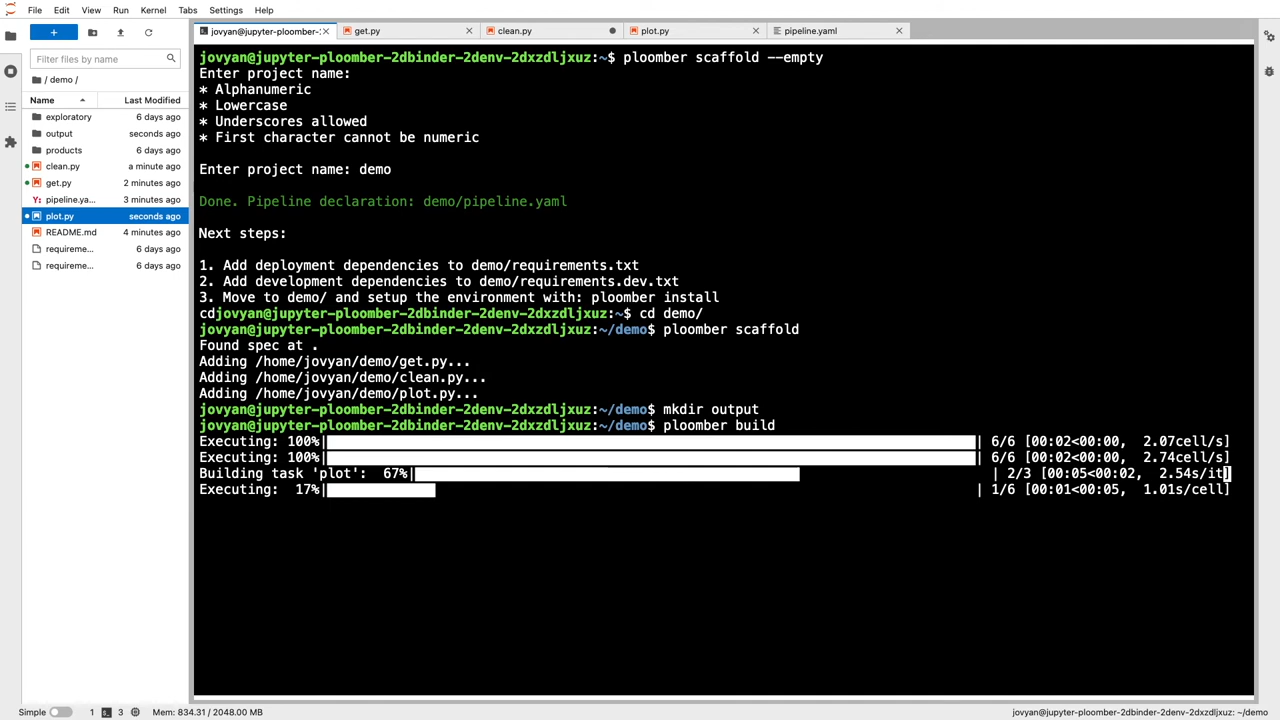 File Edit View Run Kernel Tabs Settings Help
jovyan@jupyter-ploomber-: get.py clean.py plot.py pipeline.yaml
Filter files by name
/ demo /
Name Last Modified
exploratory 6 days ago
output seconds ago
products 6 days ago
clean.py a minute ago
get.py 2 minutes ago
Y: pipeline.ya... 3 minutes ago
plot.py seconds ago
README.md 4 minutes ago
requireme... 6 days ago
requireme... 6 days ago
jovyan@jupyter-ploomber-2dbinder-2denv-2dxzdljxuz:~$ ploomber scaffold --empty
Enter project name:
* Alphanumeric
* Lowercase
* Underscores allowed
* First character cannot be numeric
Enter project name: demo
Done. Pipeline declaration: demo/pipeline.yaml
Next steps:
1. Add deployment dependencies to demo/requirements.txt
2. Add development dependencies to demo/requirements.dev.txt
3. Move to demo/ and setup the environment with: ploomber install
cdjovyan@jupyter-ploomber-2dbinder-2denv-2dxzdljxuz:~$ cd demo/
jovyan@jupyter-ploomber-2dbinder-2denv-2dxzdljxuz:~/demo$ ploomber scaffold
Found spec at .
Adding /home/jovyan/demo/get.py...
Adding /home/jovyan/demo/clean.py...
Adding /home/jovyan/demo/plot.py...
jovyan@jupyter-ploomber-2dbinder-2denv-2dxzdljxuz:~/demo$ mkdir output
jovyan@jupyter-ploomber-2dbinder-2denv-2dxzdljxuz:~/demo$ ploomber build
Executing: 100%| | 6/6 [00:02<00:00, 2.07cell/s]
Executing: 100%| | 6/6 [00:02<00:00, 2.74cell/s]
Building task 'plot': 67%| | 2/3 [00:05<00:02, 2.54s/it]
Executing: 17%| | 1/6 [00:01<00:05, 1.01s/cell]
Simple 1 3 Mem: 834.31 / 2048.00 MB jovyan@jupyter-ploomber-2dbinder-2denv-2dxzdljxuz: ~/demo